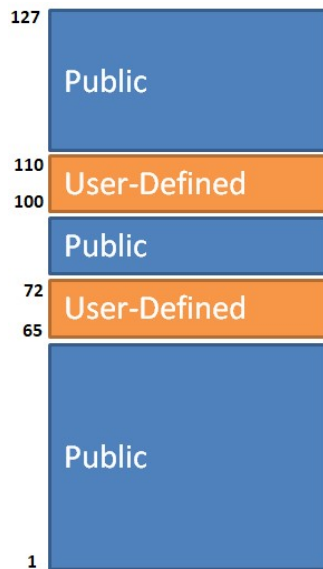 127
Public
110
User-Defined
100
Public
72
User-Defined
65
Public
1